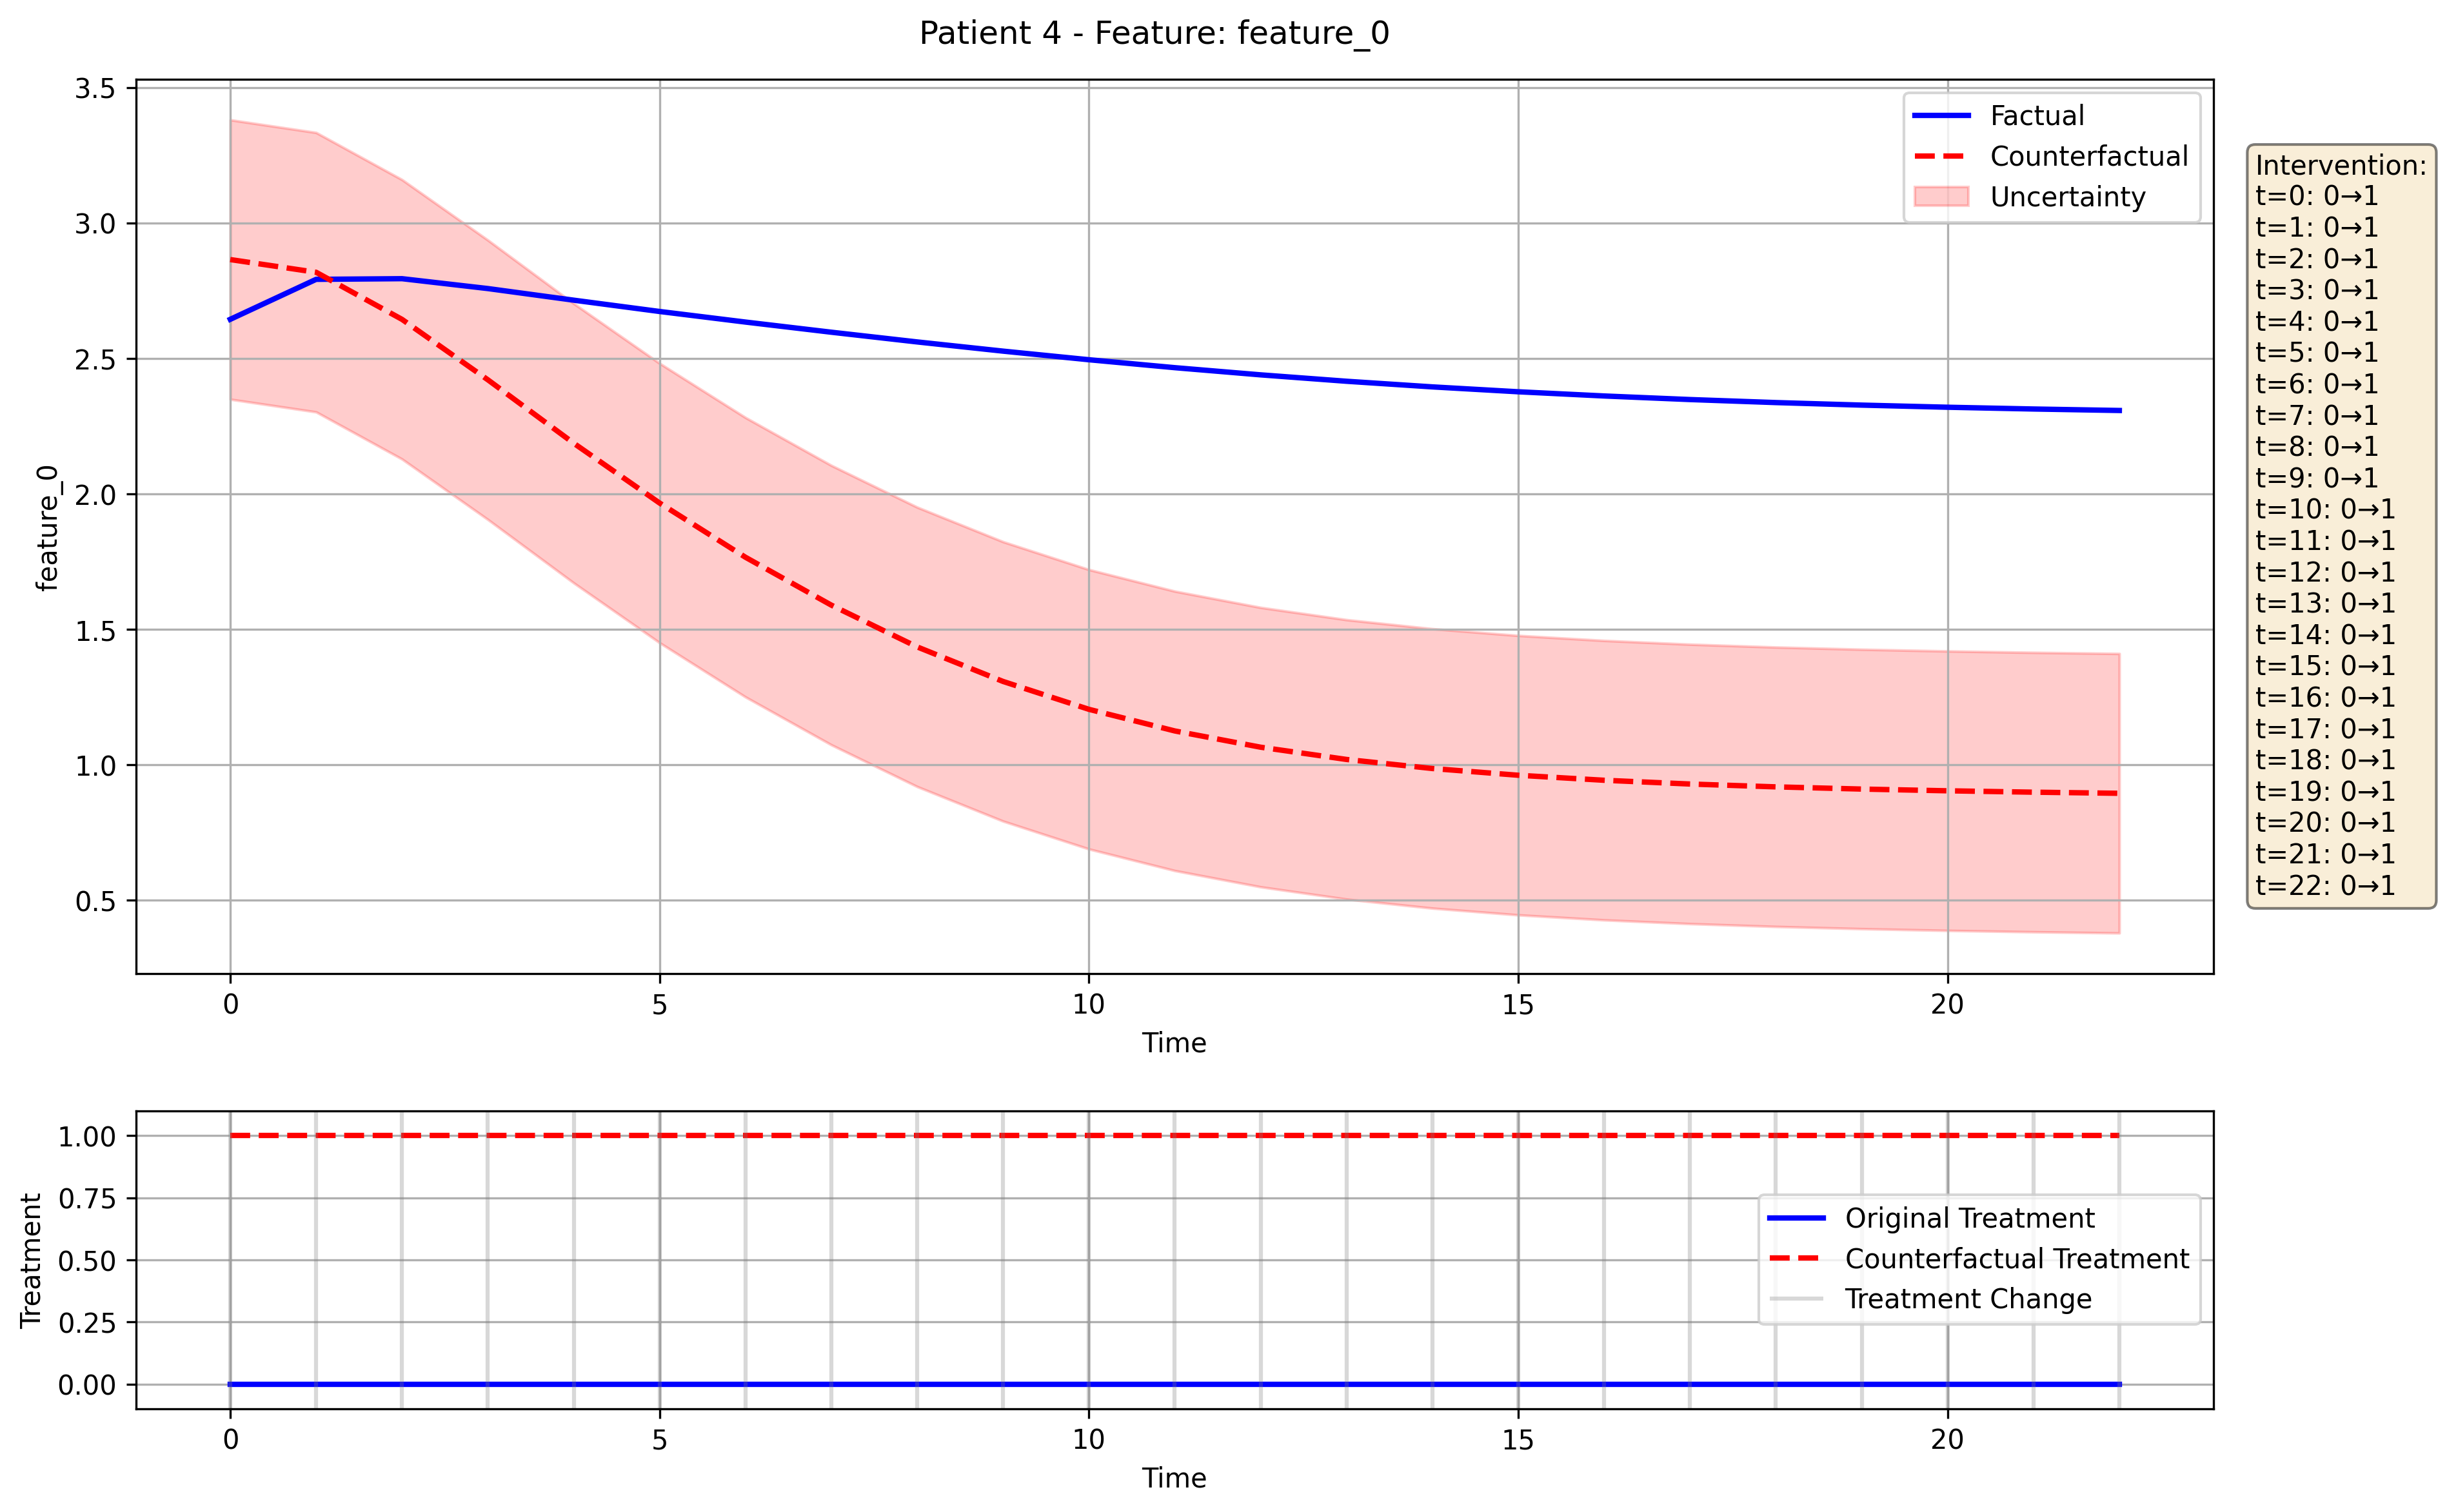 Patient 4 - Feature: feature_0
3.5
3.0
2.5
2.0
1.5
1.0
0.5
feature_0
Factual
Counterfactual
Uncertainty
0
5
10
15
20
Time
Intervention:
t=0: 0→1
t=1: 0→1
t=2: 0→1
t=3: 0→1
t=4: 0→1
t=5: 0→1
t=6: 0→1
t=7: 0→1
t=8: 0→1
t=9: 0→1
t=10: 0→1
t=11: 0→1
t=12: 0→1
t=13: 0→1
t=14: 0→1
t=15: 0→1
t=16: 0→1
t=17: 0→1
t=18: 0→1
t=19: 0→1
t=20: 0→1
t=21: 0→1
t=22: 0→1
1.00
0.75
0.50
0.25
0.00
Treatment
Original Treatment
Counterfactual Treatment
Treatment Change
0
5
10
15
20
Time